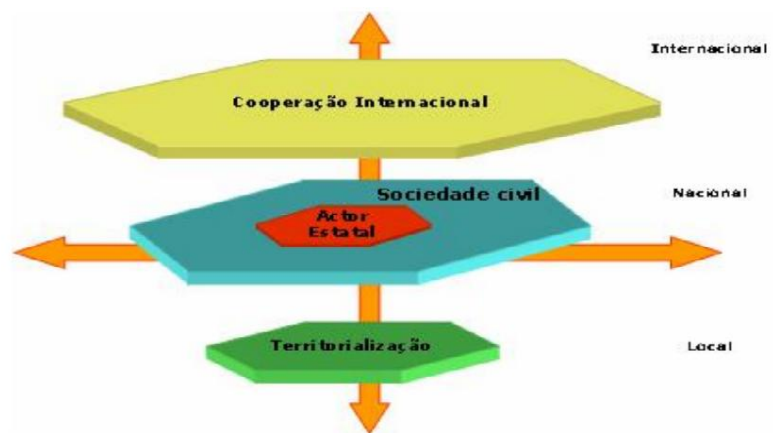 Internacional
Cooperação Internacional
Sociedade civil
Nacional
Actor
Estatal
Territorialização
Local